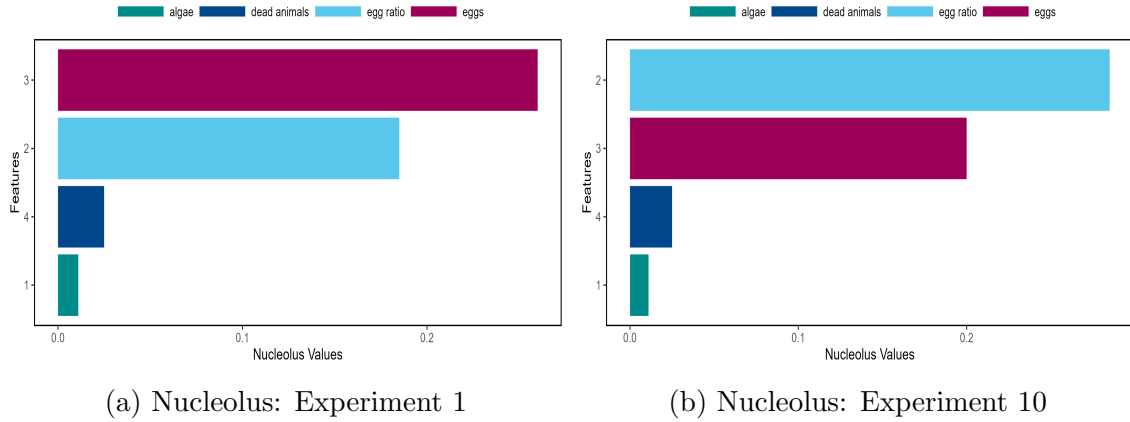 algae dead animals egg ratio eggs
Features
3
2
4
1
0.0 0.1 0.2
Nucleolus Values
(a) Nucleolus: Experiment 1
algae dead animals egg ratio eggs
Features
2
3
4
1
0.0 0.1 0.2
Nucleolus Values
(b) Nucleolus: Experiment 10